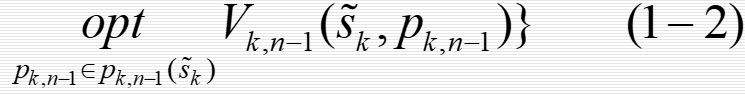 opt V_{k,n−1}(s̃_k, p_{k,n−1})} (1−2)
p_{k,n−1}∈p_{k,n−1}(s̃_k)